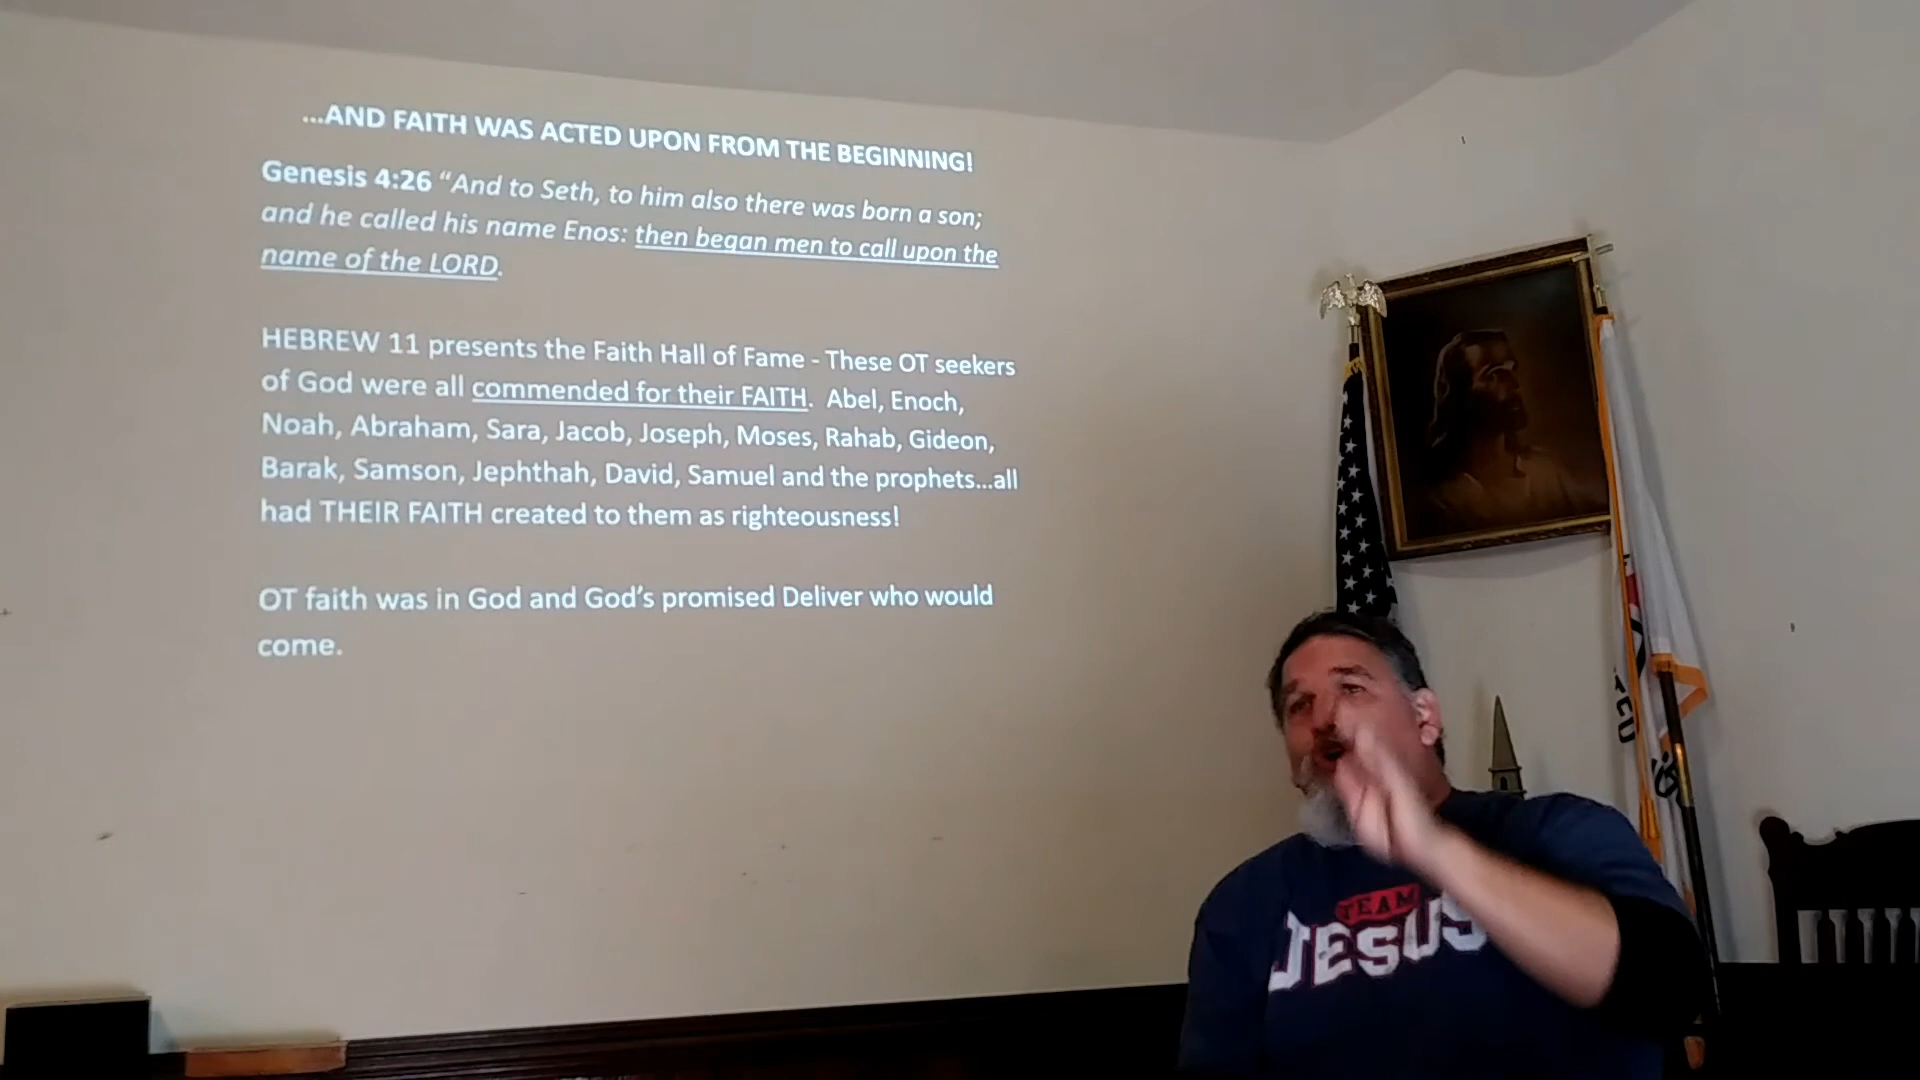 ...AND FAITH WAS ACTED UPON FROM THE BEGINNING!
Genesis 4:26 “And to Seth, to him also there was born a son;
and he called his name Enos: then began men to call upon the
name of the LORD.
HEBREW 11 presents the Faith Hall of Fame - These OT seekers
of God were all commended for their FAITH. Abel, Enoch,
Noah, Abraham, Sara, Jacob, Joseph, Moses, Rahab, Gideon,
Barak, Samson, Jephthah, David, Samuel and the prophets...all
had THEIR FAITH created to them as righteousness!
OT faith was in God and God’s promised Deliver who would
come.
TEAM
JESUS